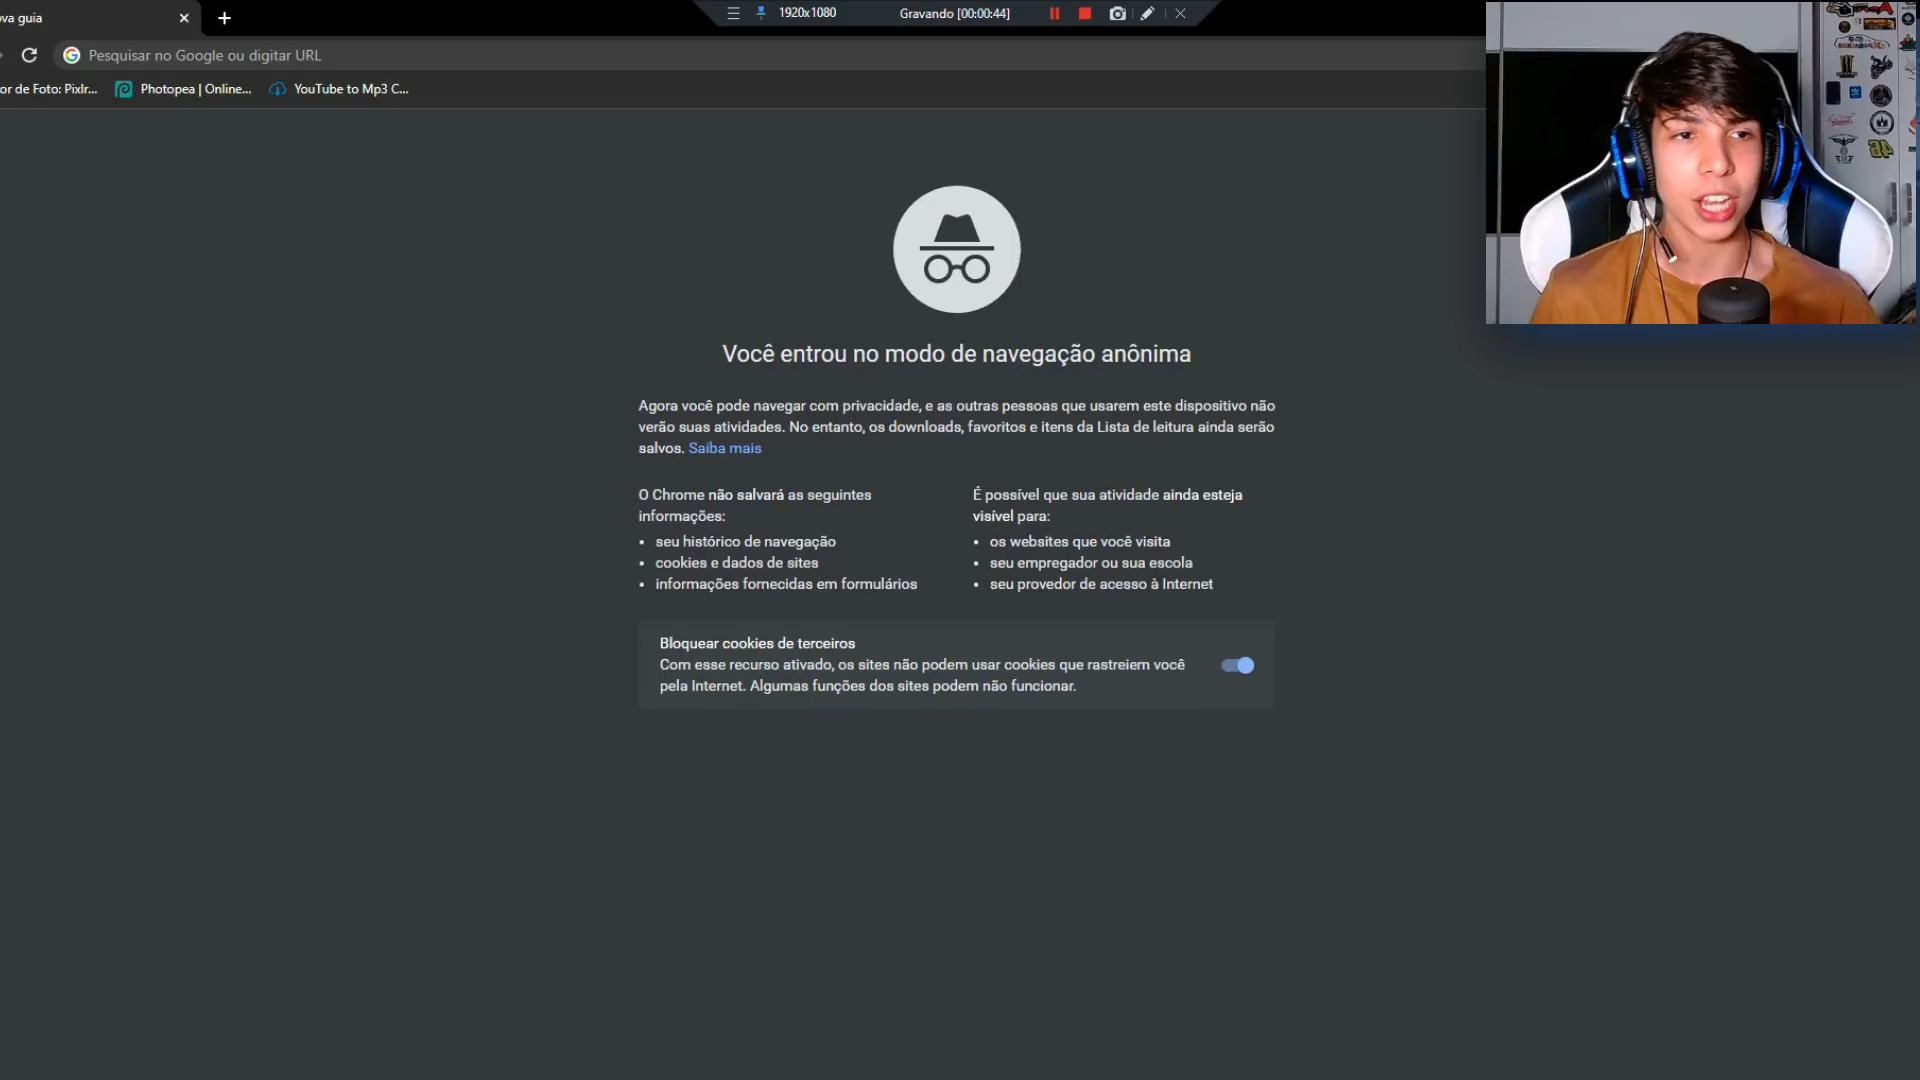 ova guia
1920x1080
Gravando [00:00:44]
Pesquisar no Google ou digitar URL
or de Foto: Pixlr...
Photopea | Online...
YouTube to Mp3 C...
Você entrou no modo de navegação anônima
Agora você pode navegar com privacidade, e as outras pessoas que usarem este dispositivo não
verão suas atividades. No entanto, os downloads, favoritos e itens da Lista de leitura ainda serão
salvos. Saiba mais
O Chrome não salvará as seguintes
informações:
• seu histórico de navegação
• cookies e dados de sites
• informações fornecidas em formulários
É possível que sua atividade ainda esteja
visível para:
• os websites que você visita
• seu empregador ou sua escola
• seu provedor de acesso à Internet
Bloquear cookies de terceiros
Com esse recurso ativado, os sites não podem usar cookies que rastreiem você
pela Internet. Algumas funções dos sites podem não funcionar.